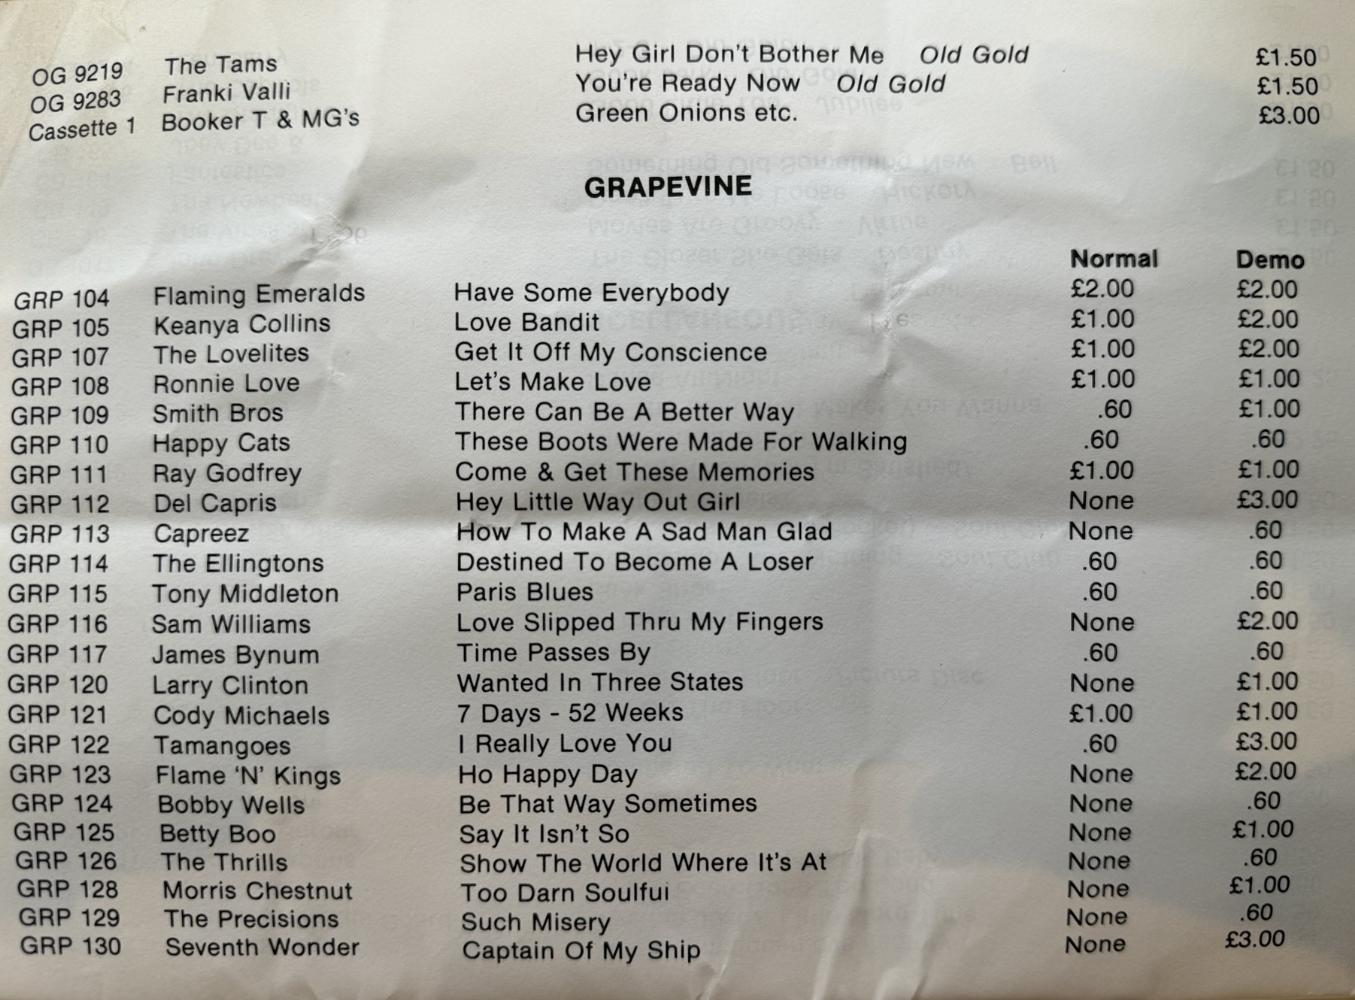 OG 9219 The Tams Hey Girl Don't Bother Me Old Gold £1.50
OG 9283 Franki Valli You're Ready Now Old Gold £1.50
Cassette 1 Booker T & MG's Green Onions etc. £3.00
GRAPEVINE
Normal Demo
GRP 104 Flaming Emeralds Have Some Everybody £2.00 £2.00
GRP 105 Keanya Collins Love Bandit £1.00 £2.00
GRP 107 The Lovelites Get It Off My Conscience £1.00 £2.00
GRP 108 Ronnie Love Let's Make Love £1.00 £1.00
GRP 109 Smith Bros There Can Be A Better Way .60 £1.00
GRP 110 Happy Cats These Boots Were Made For Walking .60 .60
GRP 111 Ray Godfrey Come & Get These Memories £1.00 £1.00
GRP 112 Del Capris Hey Little Way Out Girl None £3.00
GRP 113 Capreez How To Make A Sad Man Glad None .60
GRP 114 The Ellingtons Destined To Become A Loser .60 .60
GRP 115 Tony Middleton Paris Blues .60 .60
GRP 116 Sam Williams Love Slipped Thru My Fingers None £2.00
GRP 117 James Bynum Time Passes By .60 .60
GRP 120 Larry Clinton Wanted In Three States None £1.00
GRP 121 Cody Michaels 7 Days - 52 Weeks £1.00 £1.00
GRP 122 Tamangoes I Really Love You .60 £3.00
GRP 123 Flame 'N' Kings Ho Happy Day None £2.00
GRP 124 Bobby Wells Be That Way Sometimes None .60
GRP 125 Betty Boo Say It Isn't So None £1.00
GRP 126 The Thrills Show The World Where It's At None .60
GRP 128 Morris Chestnut Too Darn Soulfui None £1.00
GRP 129 The Precisions Such Misery None .60
GRP 130 Seventh Wonder Captain Of My Ship None £3.00